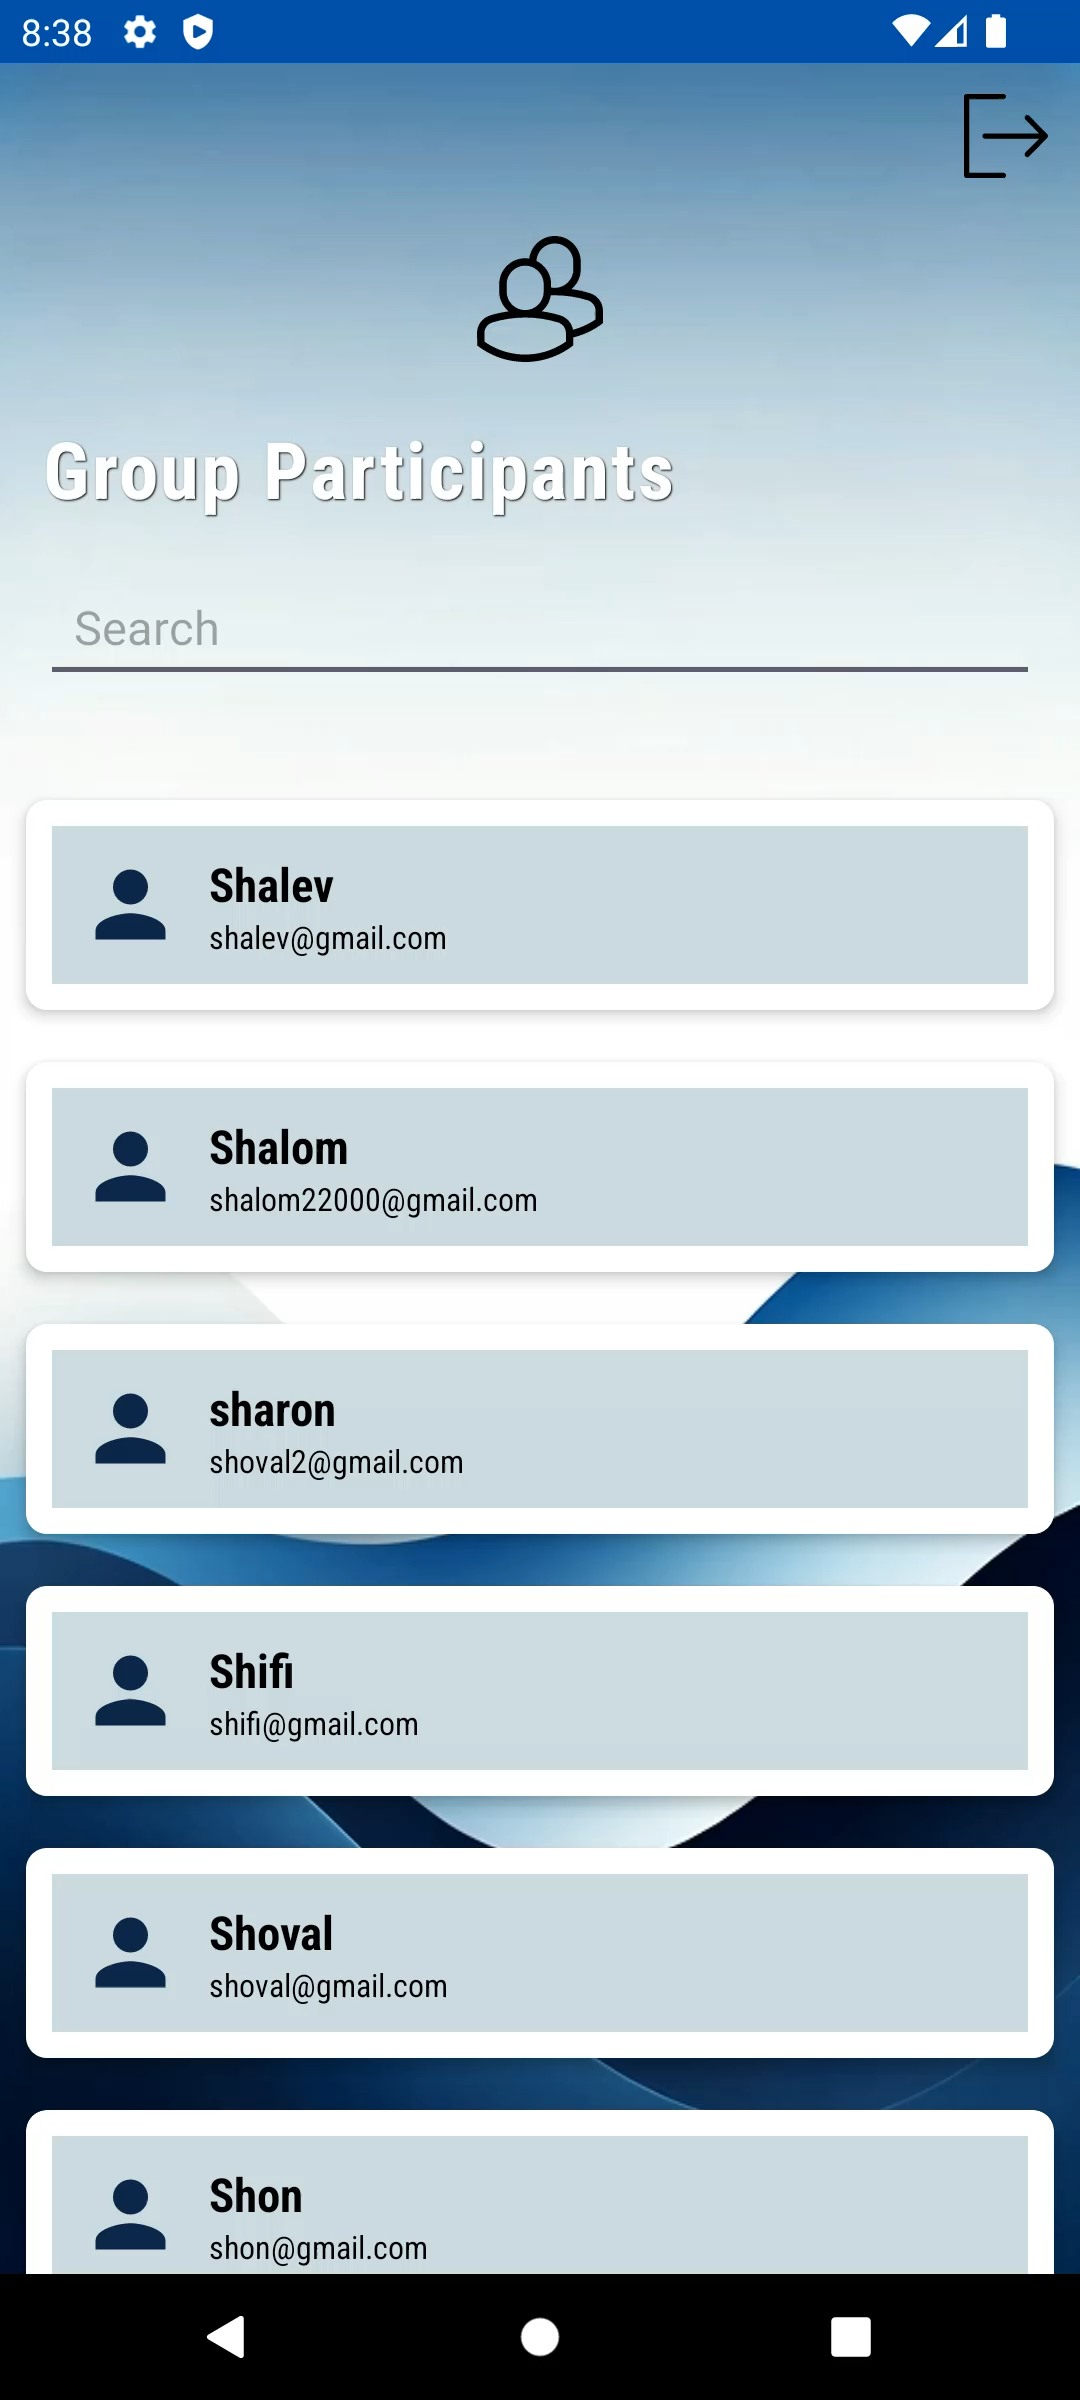 8:38
Group Participants
Search
Shalev
shalev@gmail.com
Shalom
shalom22000@gmail.com
sharon
shoval2@gmail.com
Shifi
shifi@gmail.com
Shoval
shoval@gmail.com
Shon
shon@gmail.com